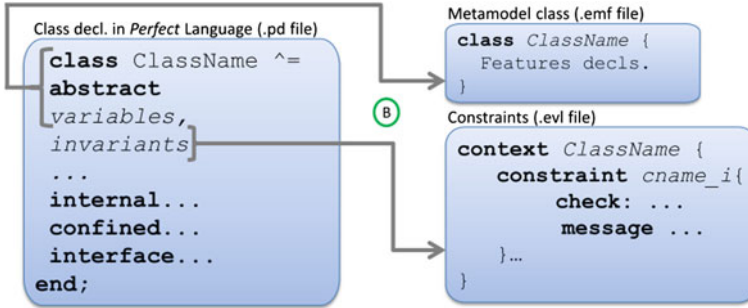 Class decl. in Perfect Language (.pd file)
class ClassName ^=
abstract
variables,
invariants
...
internal...
confined...
interface...
end;
B
Metamodel class (.emf file)
class ClassName {
Features decls.
}
Constraints (.evl file)
context ClassName {
constraint cname_i{
check: ...
message ...
}…
}